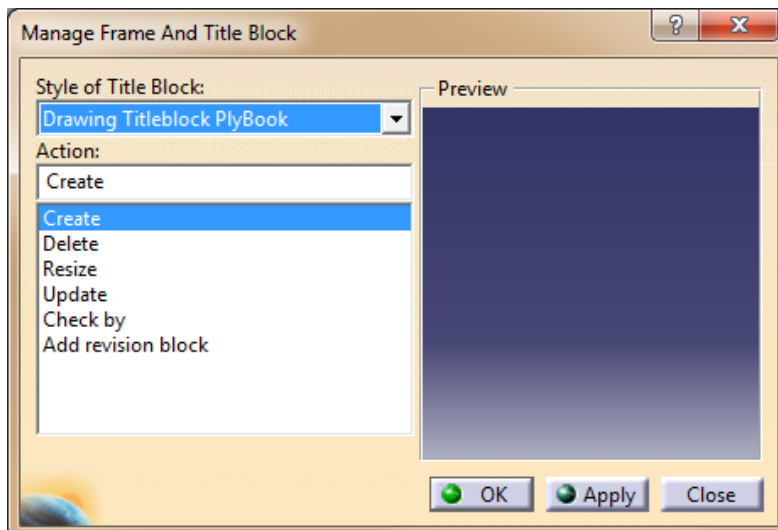 Manage Frame And Title Block
?
X
Style of Title Block:
Drawing Titleblock PlyBook
Action:
Create
Create
Delete
Resize
Update
Check by
Add revision block
Preview
OK
Apply
Close